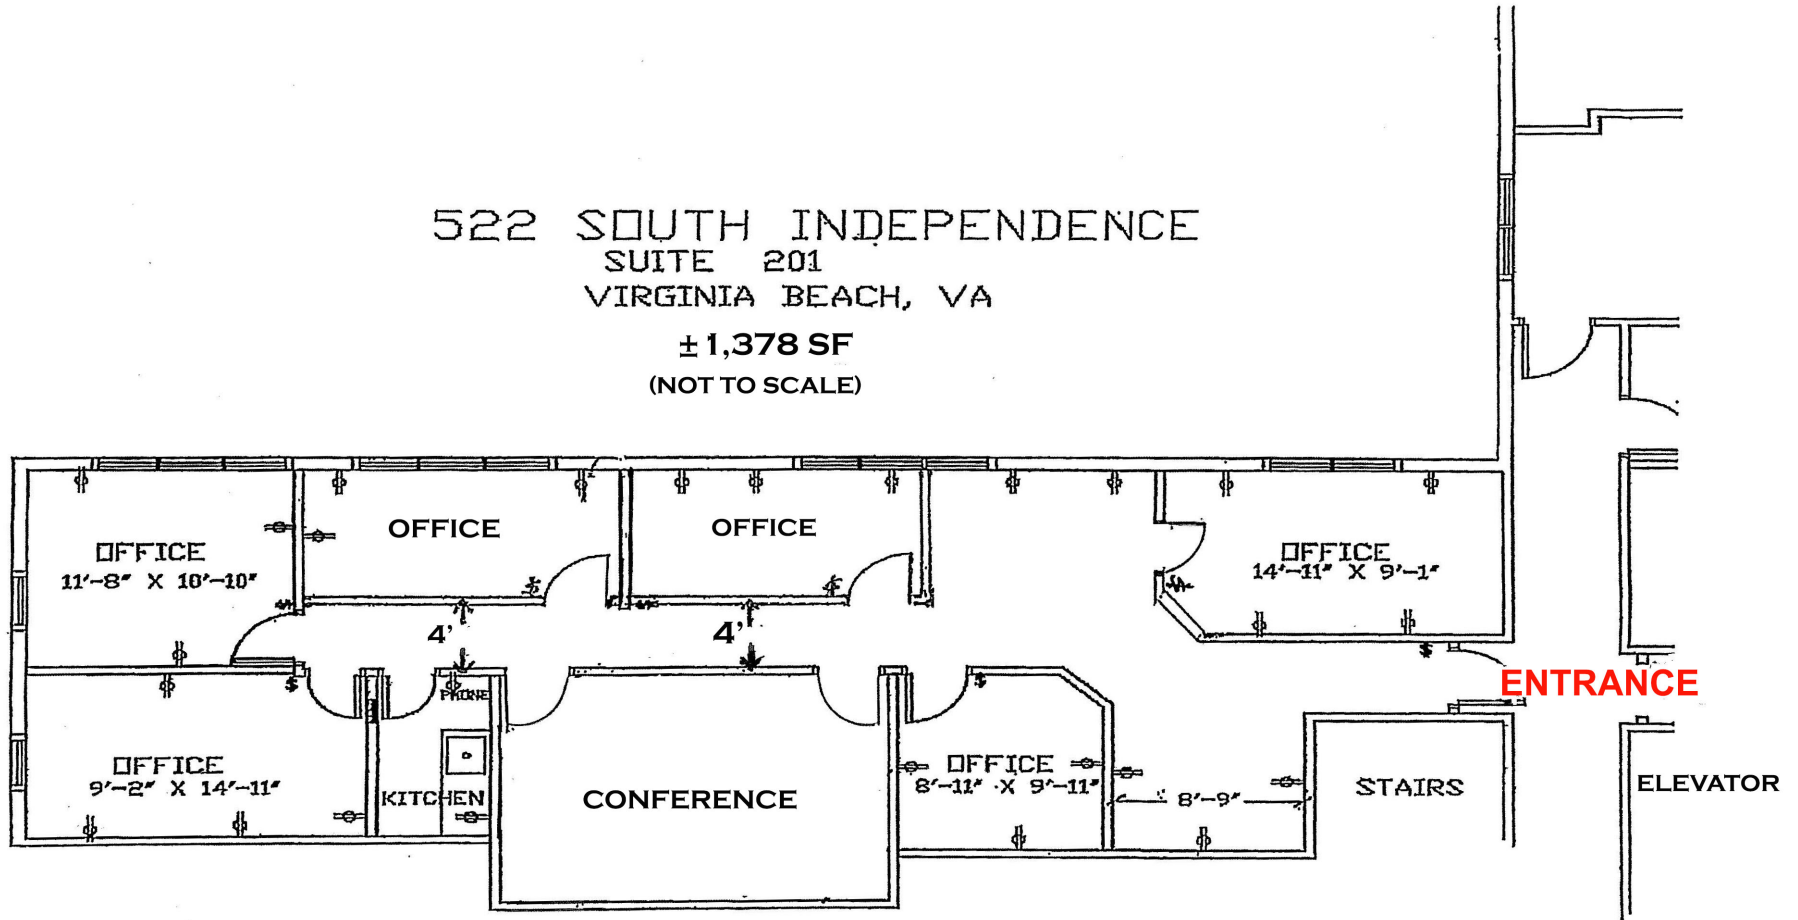 522 SOUTH INDEPENDENCE
SUITE 201
VIRGINIA BEACH, VA
±1,378 SF
(NOT TO SCALE)
OFFICE
11'-8" X 10'-10"
OFFICE
OFFICE
OFFICE
14'-11" X 9'-1"
4'
4'
ENTRANCE
PHONE
OFFICE
9'-2" X 14'-11"
KITCHEN
CONFERENCE
OFFICE
8'-11" X 9'-11"
8'-9"
STAIRS
ELEVATOR